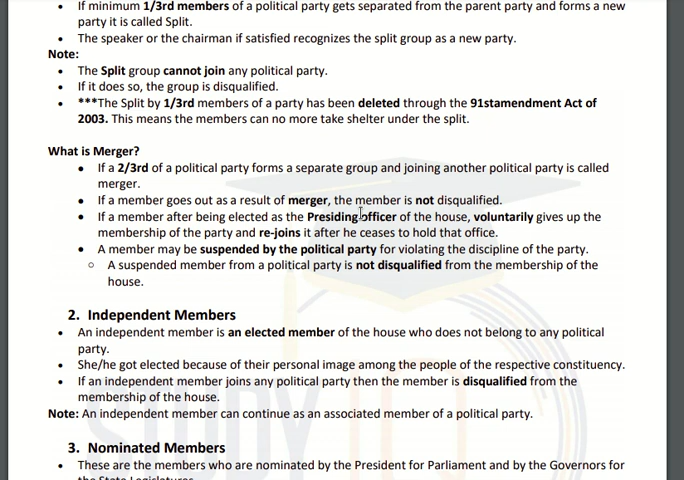 If minimum 1/3rd members of a political party gets separated from the parent party and forms a new
party it is called Split.
• The speaker or the chairman if satisfied recognizes the split group as a new party.
Note:
• The Split group cannot join any political party.
• If it does so, the group is disqualified.
• ***The Split by 1/3rd members of a party has been deleted through the 91stamendment Act of
2003. This means the members can no more take shelter under the split.
What is Merger?
• If a 2/3rd of a political party forms a separate group and joining another political party is called
merger.
• If a member goes out as a result of merger, the member is not disqualified.
• If a member after being elected as the Presiding officer of the house, voluntarily gives up the
membership of the party and re-joins it after he ceases to hold that office.
• A member may be suspended by the political party for violating the discipline of the party.
o A suspended member from a political party is not disqualified from the membership of the
house.
2. Independent Members
• An independent member is an elected member of the house who does not belong to any political
party.
• She/he got elected because of their personal image among the people of the respective constituency.
• If an independent member joins any political party then the member is disqualified from the
membership of the house.
Note: An independent member can continue as an associated member of a political party.
3. Nominated Members
• These are the members who are nominated by the President for Parliament and by the Governors for
the State Legislatures.
STUDY IQ